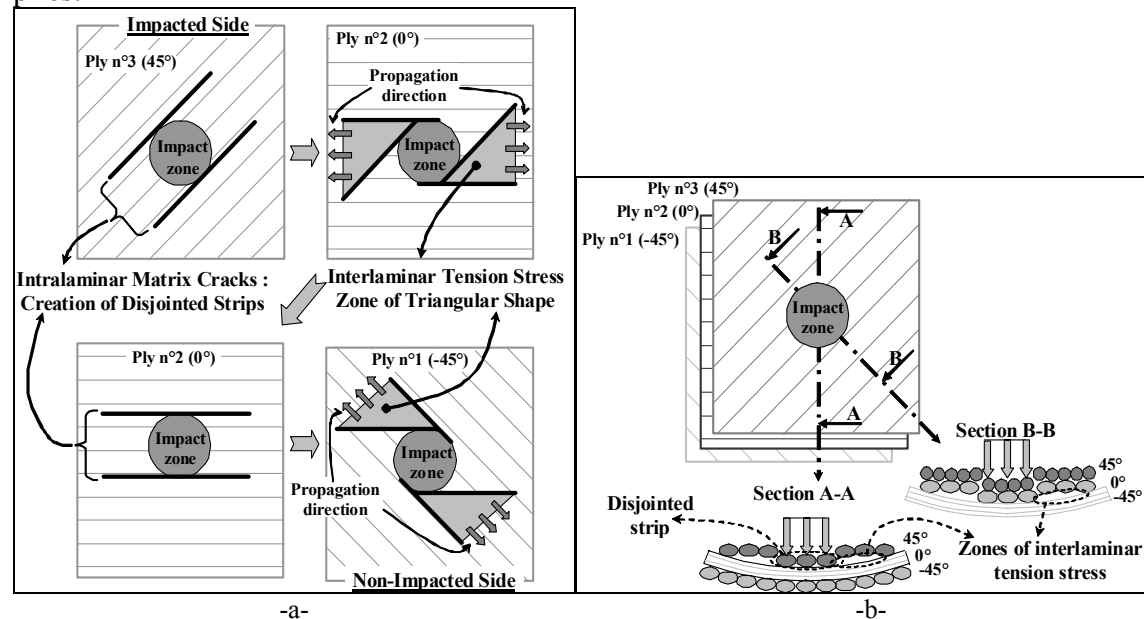 Impacted Side
Ply n°3 (45°)
Impact
zone
Ply n°2 (0°)
Propagation
direction
Impact
zone
Intralaminar Matrix Cracks :
Creation of Disjointed Strips
Interlaminar Tension Stress
Zone of Triangular Shape
Ply n°2 (0°)
Impact
zone
Ply n°1 (-45°)
Impact
zone
Propagation
direction
Non-Impacted Side
-a-
Ply n°3 (45°)
Ply n°2 (0°)
Ply n°1 (-45°)
A
B
Impact
zone
B
A
Section B-B
45°
0°
-45°
Section A-A
Disjointed
strip
45°
0°
-45°
Zones of interlaminar
tension stress
-b-